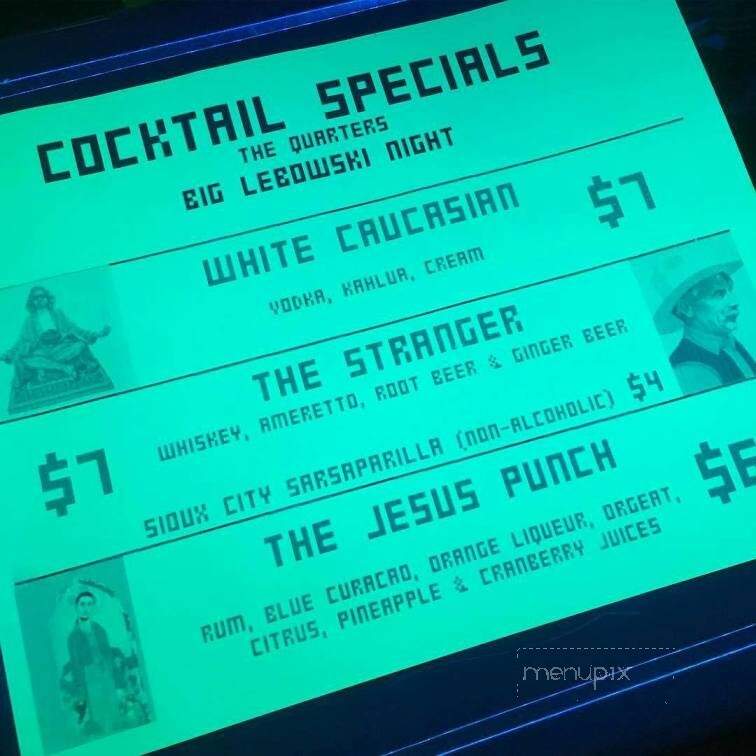 COCKTAIL SPECIALS
THE QUARTERS
BIG LEBOWSKI NIGHT
WHITE CAUCASIAN $7
VODKA, KAHLUA, CREAM
THE STRANGER
WHISKEY, AMERETTO, ROOT BEER & GINGER BEER
$7
SIOUX CITY SARSAPARILLA (NON-ALCOHOLIC) $4
THE JESUS PUNCH $6
RUM, BLUE CURACAO, ORANGE LIQUEUR, ORGEAT,
CITRUS, PINEAPPLE & CRANBERRY JUICES
menupix